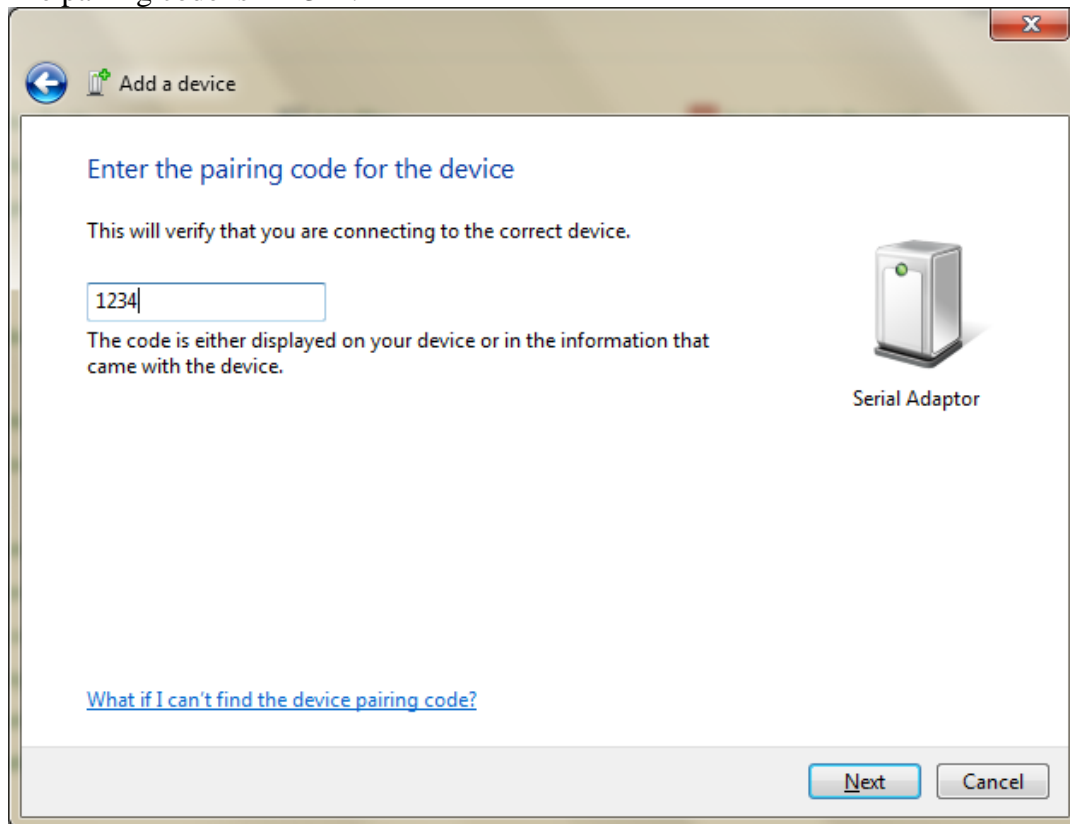 Add a device
Enter the pairing code for the device
This will verify that you are connecting to the correct device.
1234
The code is either displayed on your device or in the information that
came with the device.
Serial Adaptor
What if I can't find the device pairing code?
Next
Cancel